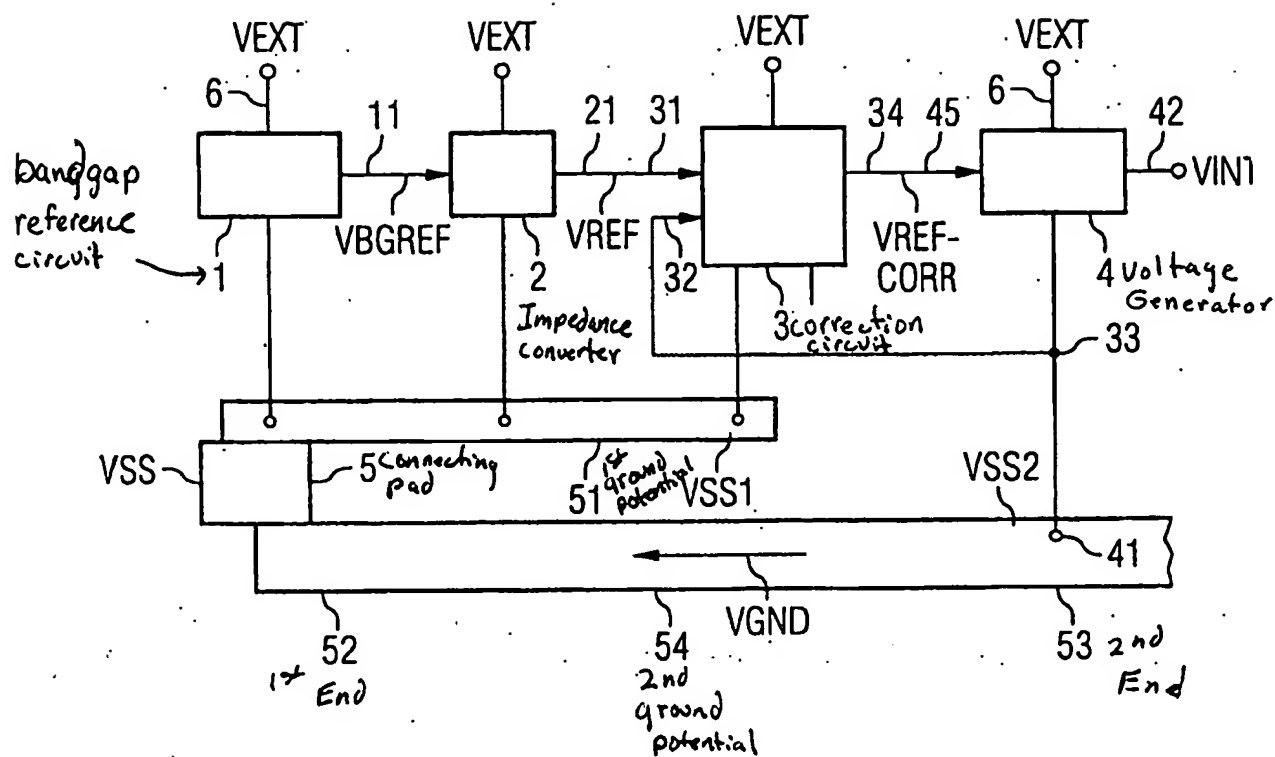 VEXT VEXT VEXT VEXT
6 6
11 21 31 34 45 42
bandgap
reference
circuit
1
VBGREF
2
Impedance
converter
VREF
32
3 correction
circuit
VREF-
CORR
VIN1
4 Voltage
Generator
33
VSS
5 Connecting
pad
51 1st
ground
potential
VSS1
VSS2
41
VGND
52
1st
End
54
2nd
ground
potential
53 2nd
End